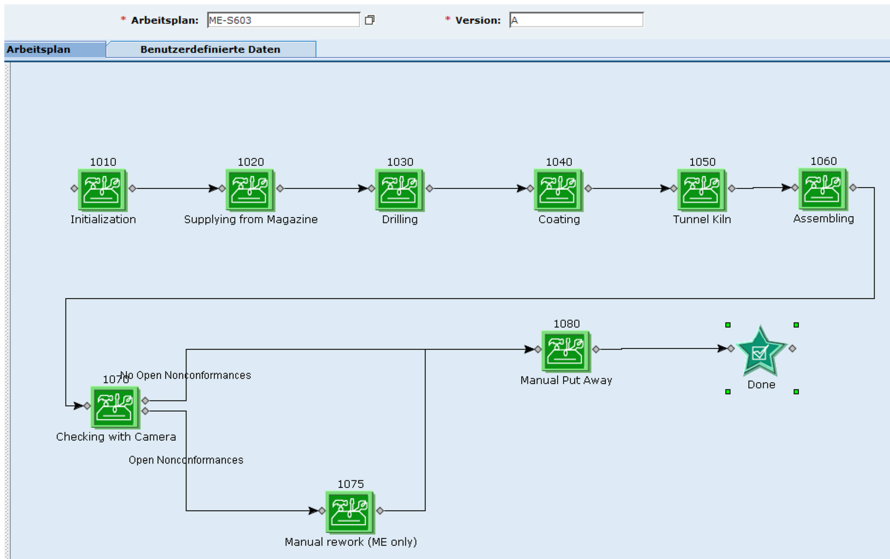 * Arbeitsplan: ME-S603 * Version: A
Arbeitsplan Benutzerdefinierte Daten
1010 1020 1030 1040 1050 1060
Initialization Supplying from Magazine Drilling Coating Tunnel Kiln Assembling
1080
Manual Put Away Done
No Open Nonconformances
1070
Checking with Camera
Open Nonconformances
1075
Manual rework (ME only)